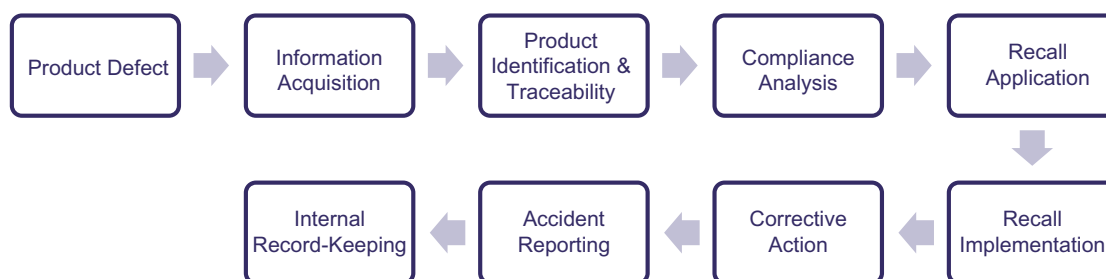 Product Defect
Information
Acquisition
Product
Identification &
Traceability
Compliance
Analysis
Recall
Application
Recall
Implementation
Corrective
Action
Accident
Reporting
Internal
Record-Keeping